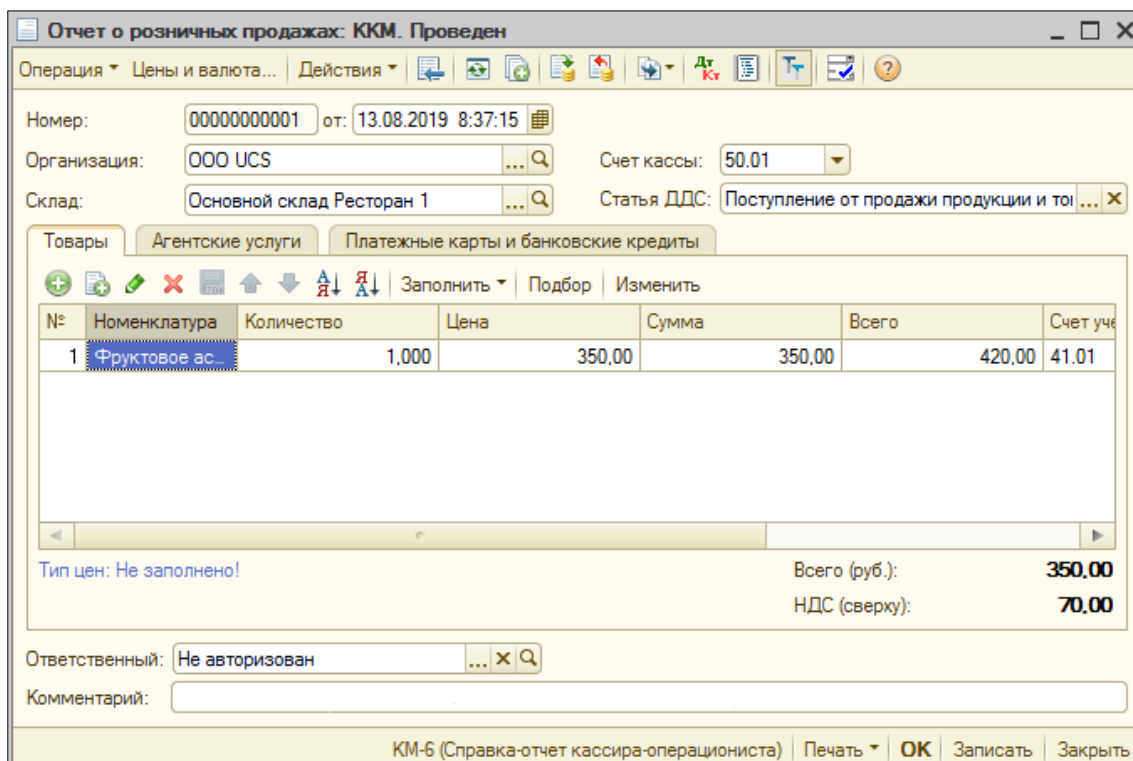 Отчет о розничных продажах: ККМ. Проведен
Операция Цены и валюта... Действия Дт Кт
Номер: 00000000001 от: 13.08.2019 8:37:15
Организация: ООО UCS Счет кассы: 50.01
Склад: Основной склад Ресторан 1 Статья ДДС: Поступление от продажи продукции и то
Товары Агентские услуги Платежные карты и банковские кредиты
Заполнить Подбор Изменить
№ Номенклатура Количество Цена Сумма Всего Счет уче
1 Фруктовое ас... 1,000 350,00 350,00 420,00 41.01
Тип цен: Не заполнено! Всего (руб.): 350,00
НДС (сверху): 70,00
Ответственный: Не авторизован
Комментарий:
КМ-6 (Справка-отчет кассира-операциониста) Печать OK Записать Закрыть